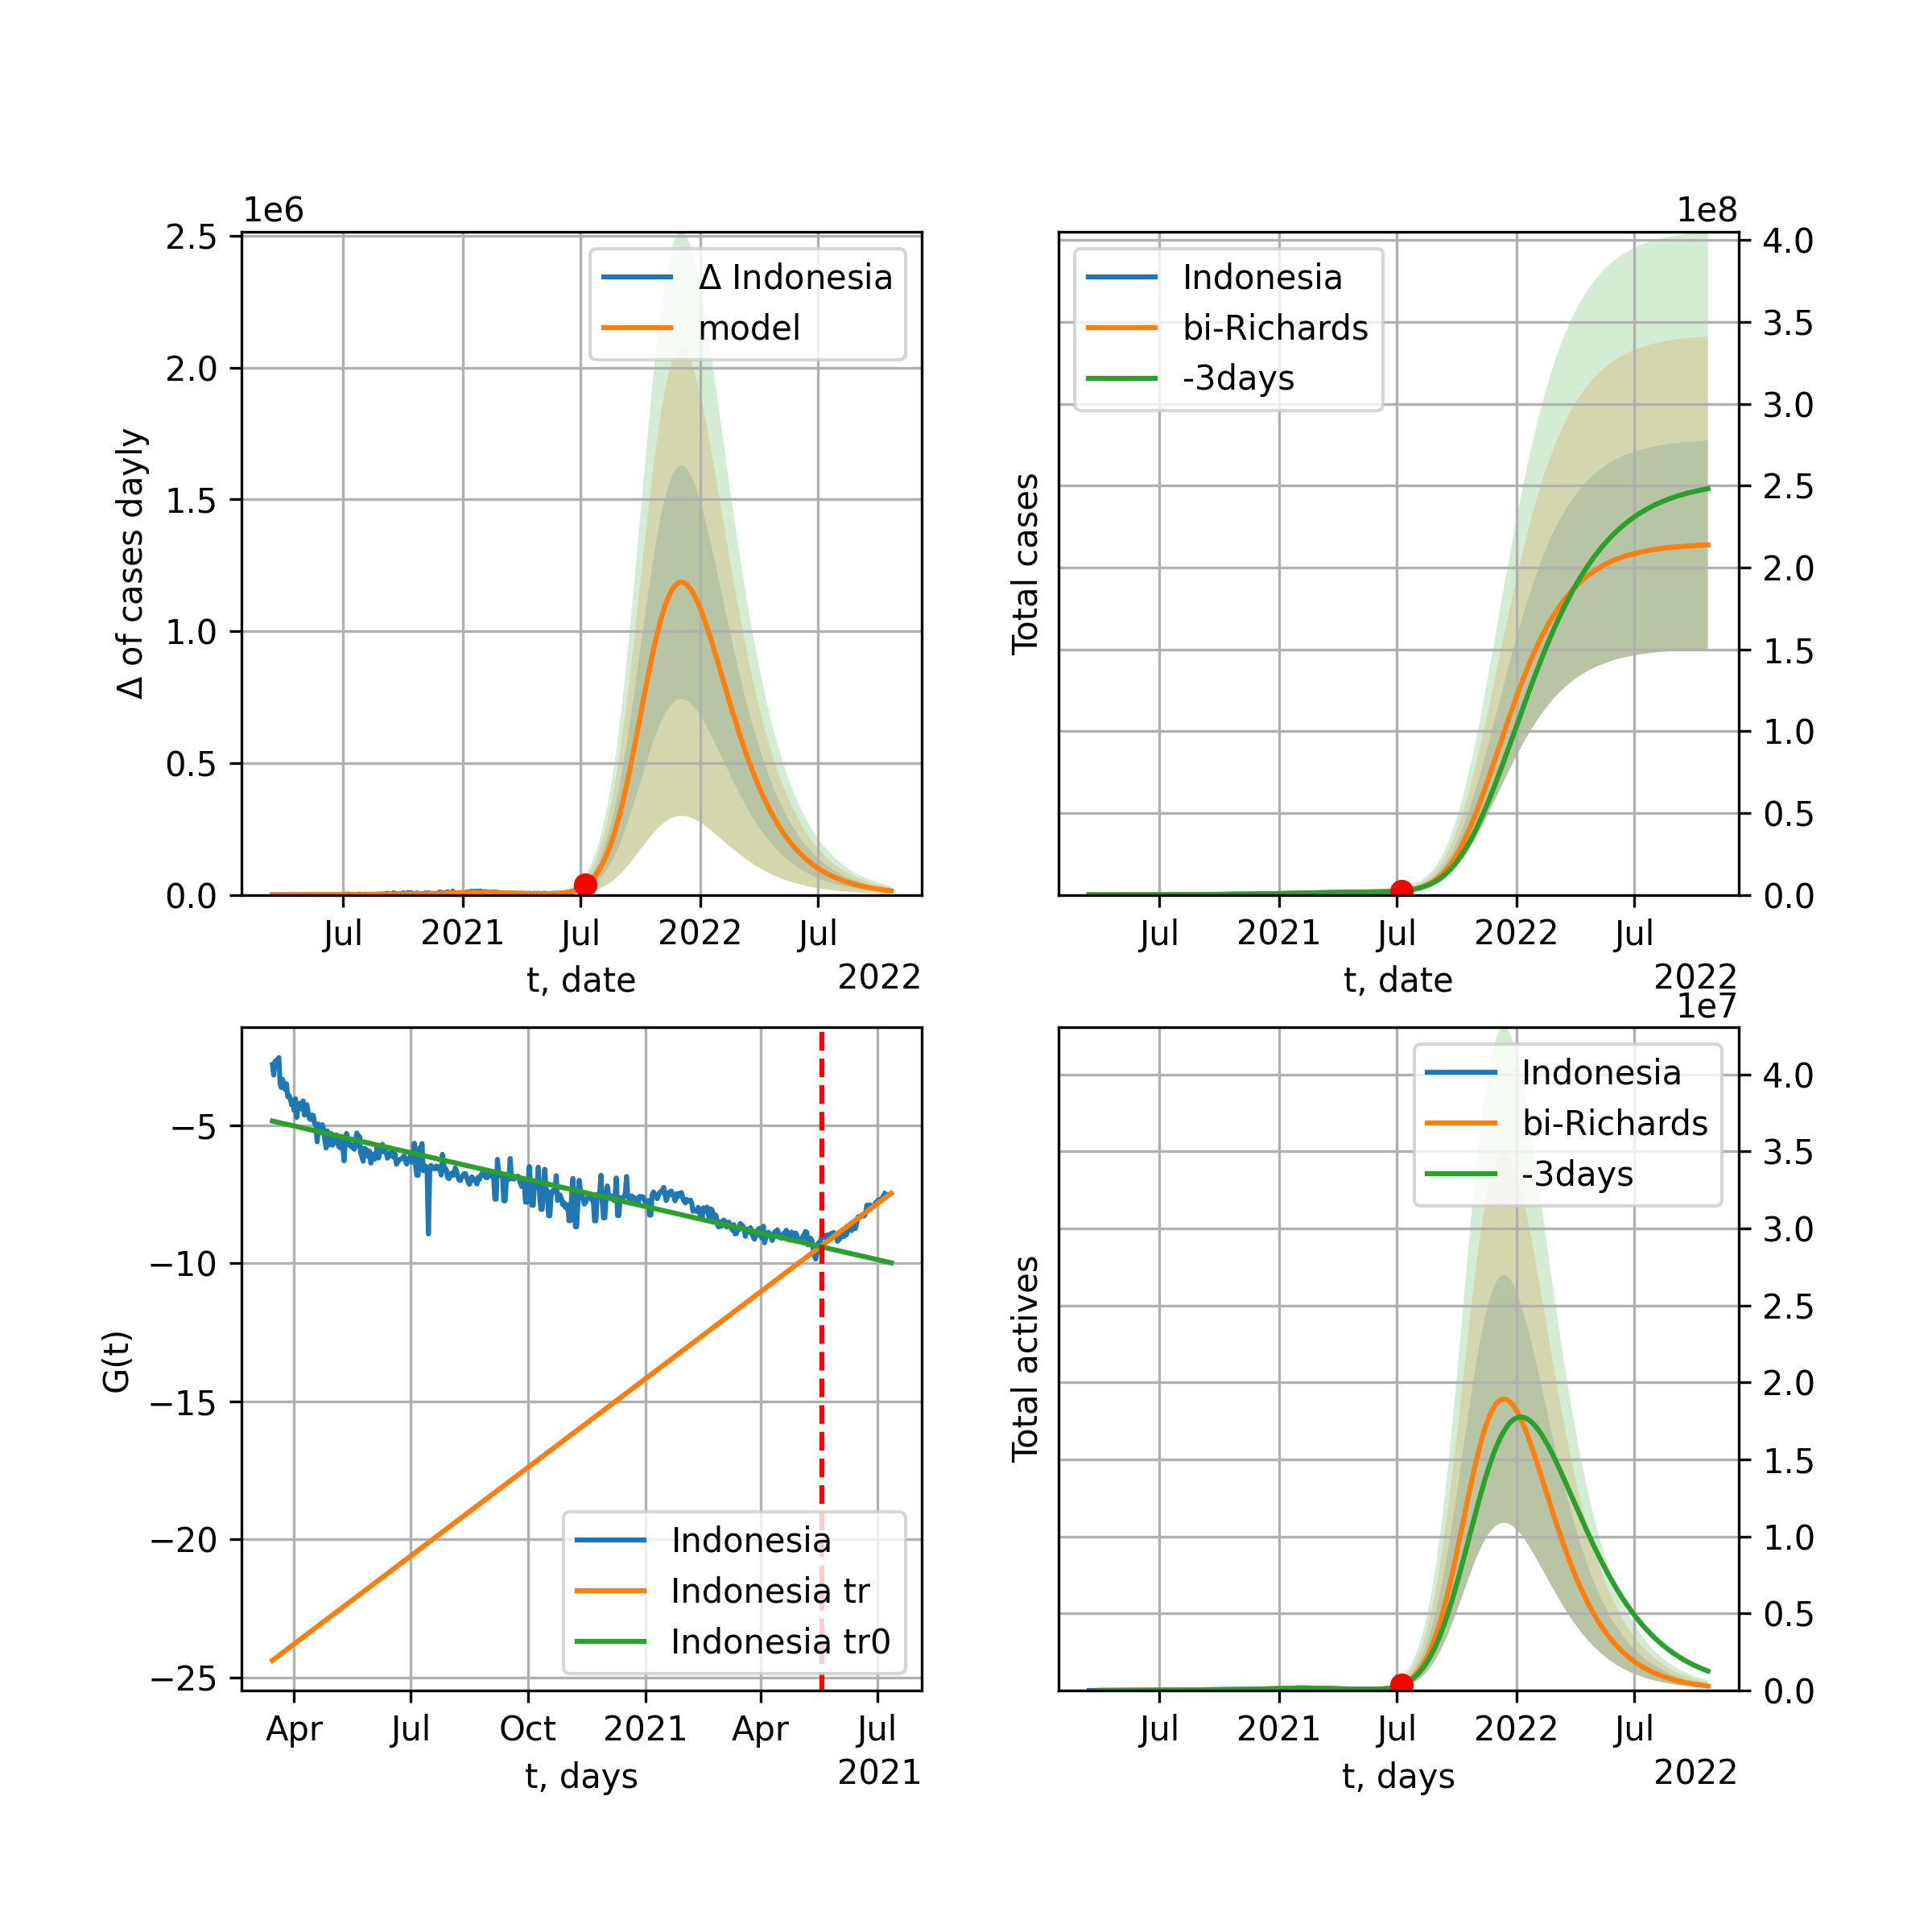 1e6
2.5
2.0
1.5
1.0
0.5
0.0
Δ of cases dayly
Δ Indonesia
model
Jul
2021
Jul
2022
Jul
t, date
2022
1e8
4.0
3.5
3.0
2.5
2.0
1.5
1.0
0.5
0.0
Total cases
Indonesia
bi-Richards
-3days
Jul
2021
Jul
2022
Jul
t, date
2022
−5
−10
−15
−20
−25
G(t)
Indonesia
Indonesia tr
Indonesia tr0
Apr
Jul
Oct
2021
Apr
Jul
t, days
2021
1e7
4.0
3.5
3.0
2.5
2.0
1.5
1.0
0.5
0.0
Total actives
Indonesia
bi-Richards
-3days
Jul
2021
Jul
2022
Jul
t, days
2022